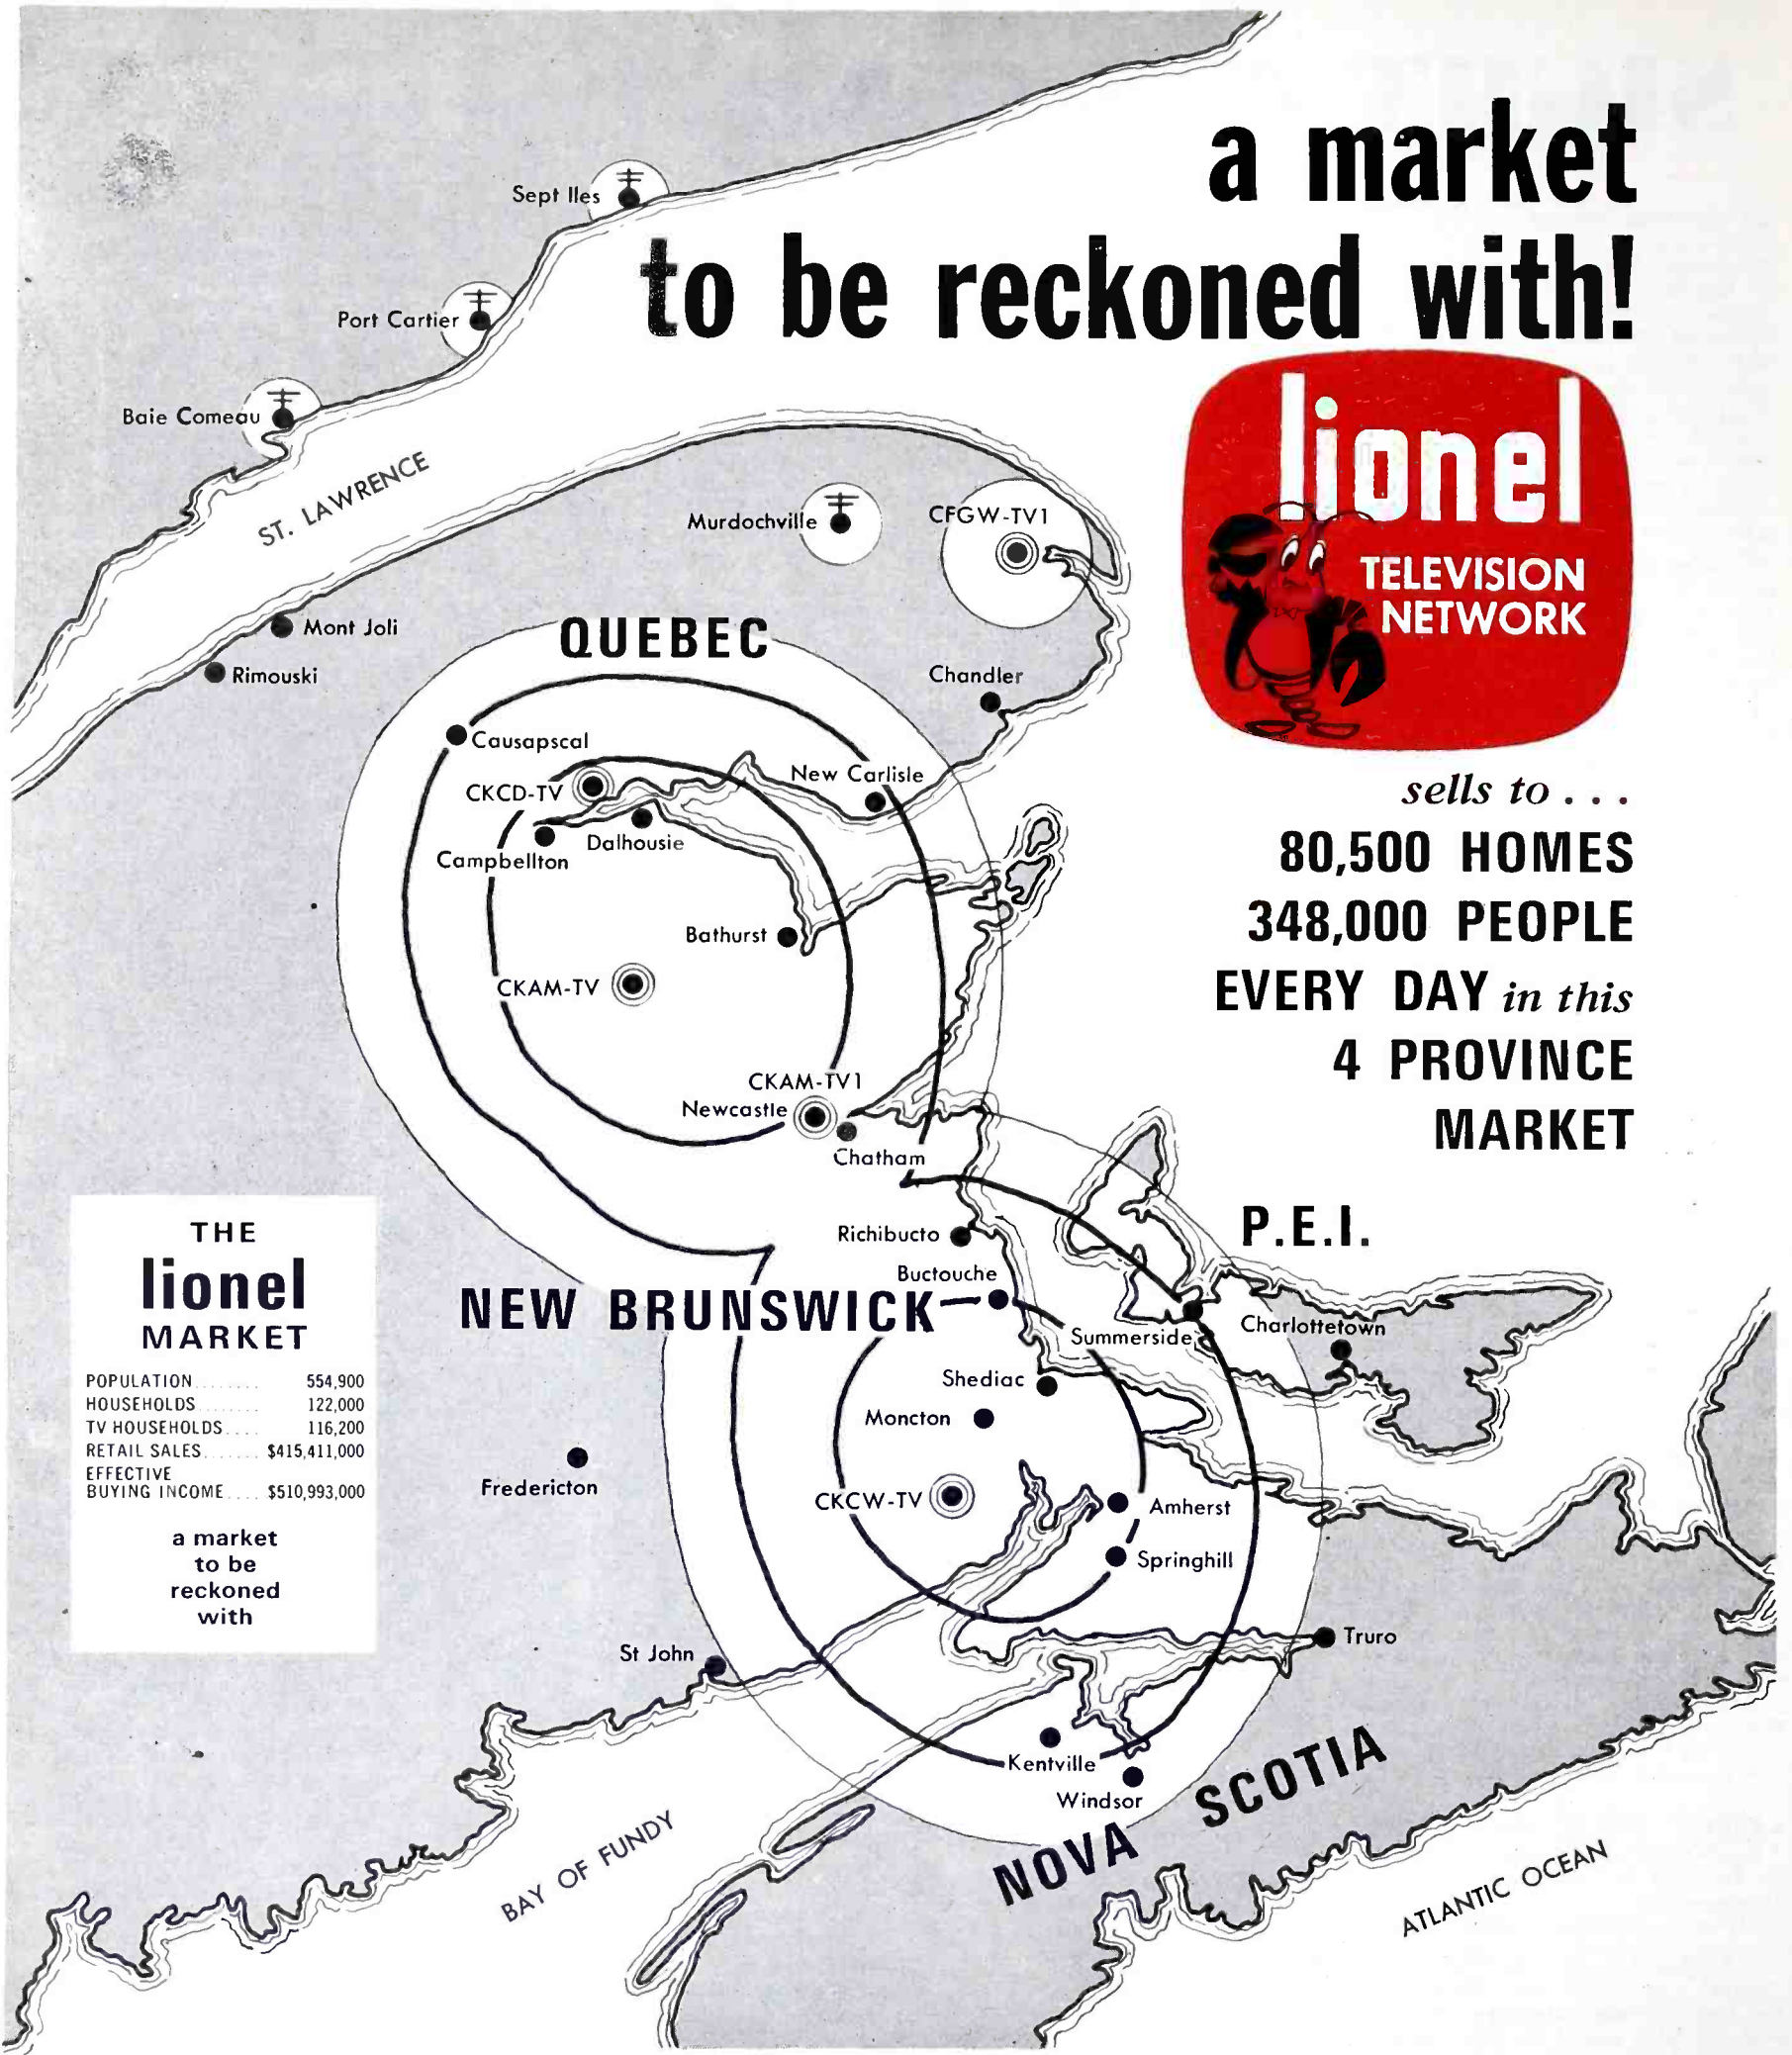 a market
to be reckoned with!
lionel
TELEVISION
NETWORK
sells to . . .
80,500 HOMES
348,000 PEOPLE
EVERY DAY in this
4 PROVINCE
MARKET
Sept Iles
Port Cartier
Baie Comeau
ST. LAWRENCE
Murdochville
CFGW-TV1
Mont Joli
Rimouski
QUEBEC
Chandler
Causapscal
CKCD-TV
New Carlisle
Dalhousie
Campbellton
Bathurst
CKAM-TV
CKAM-TV1
Newcastle
Chatham
P.E.I.
Richibucto
Buctouche
NEW BRUNSWICK
Summerside
Charlottetown
Shediac
Moncton
Fredericton
CKCW-TV
Amherst
Springhill
Truro
St John
Kentville
Windsor
NOVA SCOTIA
BAY OF FUNDY
ATLANTIC OCEAN
THE
lionel
MARKET
POPULATION ........ 554,900
HOUSEHOLDS ........ 122,000
TV HOUSEHOLDS .... 116,200
RETAIL SALES ....... $415,411,000
EFFECTIVE
BUYING INCOME .... $510,993,000
a market
to be
reckoned
with